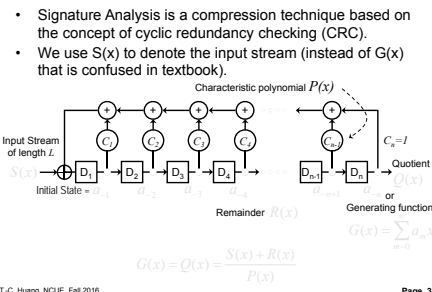 • Signature Analysis is a compression technique based on
the concept of cyclic redundancy checking (CRC).
• We use S(x) to denote the input stream (instead of G(x)
that is confused in textbook).
Characteristic polynomial P(x)
+ + + + + +
C₁ C₂ C₃ C₄ Cₙ₋₁ Cₙ=1
Input Stream
of length L
S(x) D₁ D₂ D₃ D₄ Dₙ₋₁ Dₙ Quotient
Q(x)
Initial State = a₋₁ a₋₂ a₋₃ a₋₄ a₋ₙ₊₁ a₋ₙ
or
Generating function
Remainder R(x)
G(x) = ∑ aₘx
m=0
G(x) = Q(x) = (S(x) + R(x)) / P(x)
T.-C. Huang, NCUE, Fall 2016 Page 3